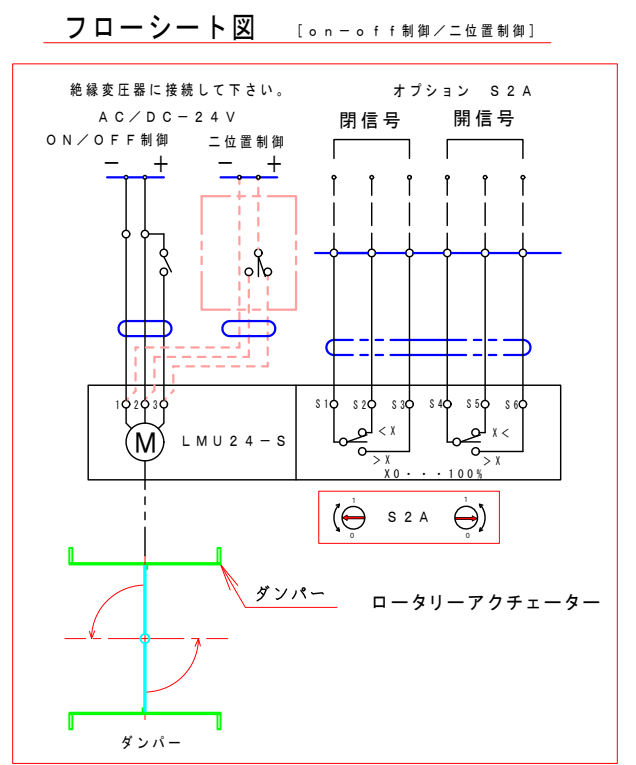 フローシート図 [on－off制御／二位置制御]
絶縁変圧器に接続して下さい。
AC／DC－24V
ON／OFF制御 二位置制御
－ ＋ － ＋
オプション S2A
閉信号 開信号
1 2 3
M LMU24－S
S1 S2 S3 S4 S5 S6
<X X<
>X >X
X0・・・100%
1 1
S2A
0 0
ダンパー
ロータリーアクチェーター
ダンパー